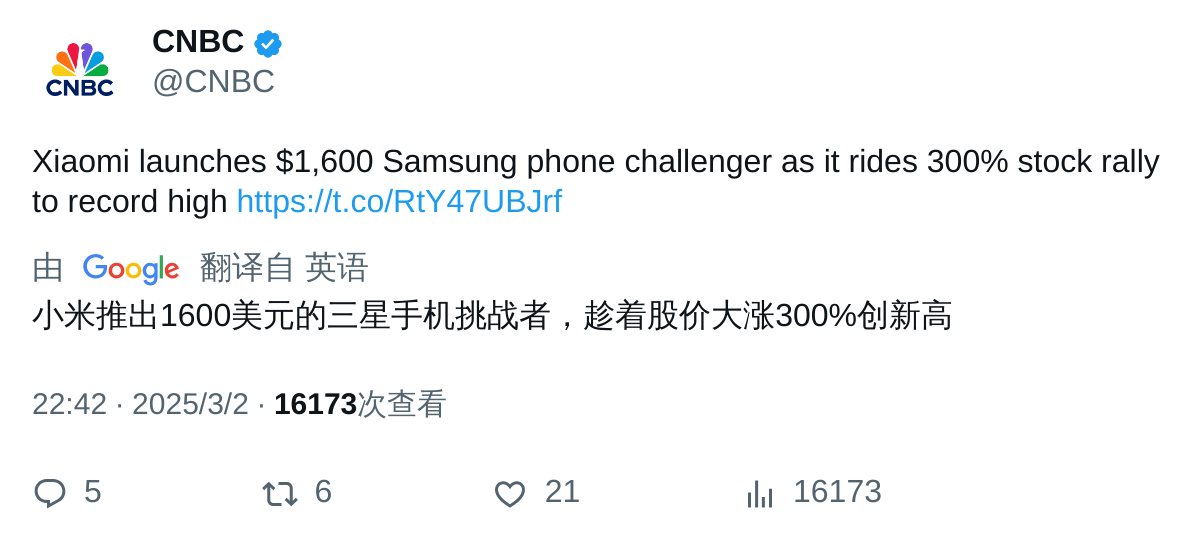 CNBC
CNBC
@CNBC
Xiaomi launches $1,600 Samsung phone challenger as it rides 300% stock rally
to record high https://t.co/RtY47UBJrf
由 Google 翻译自 英语
小米推出1600美元的三星手机挑战者，趁着股价大涨300%创新高
22:42 · 2025/3/2 · 16173次查看
5 6 21 16173